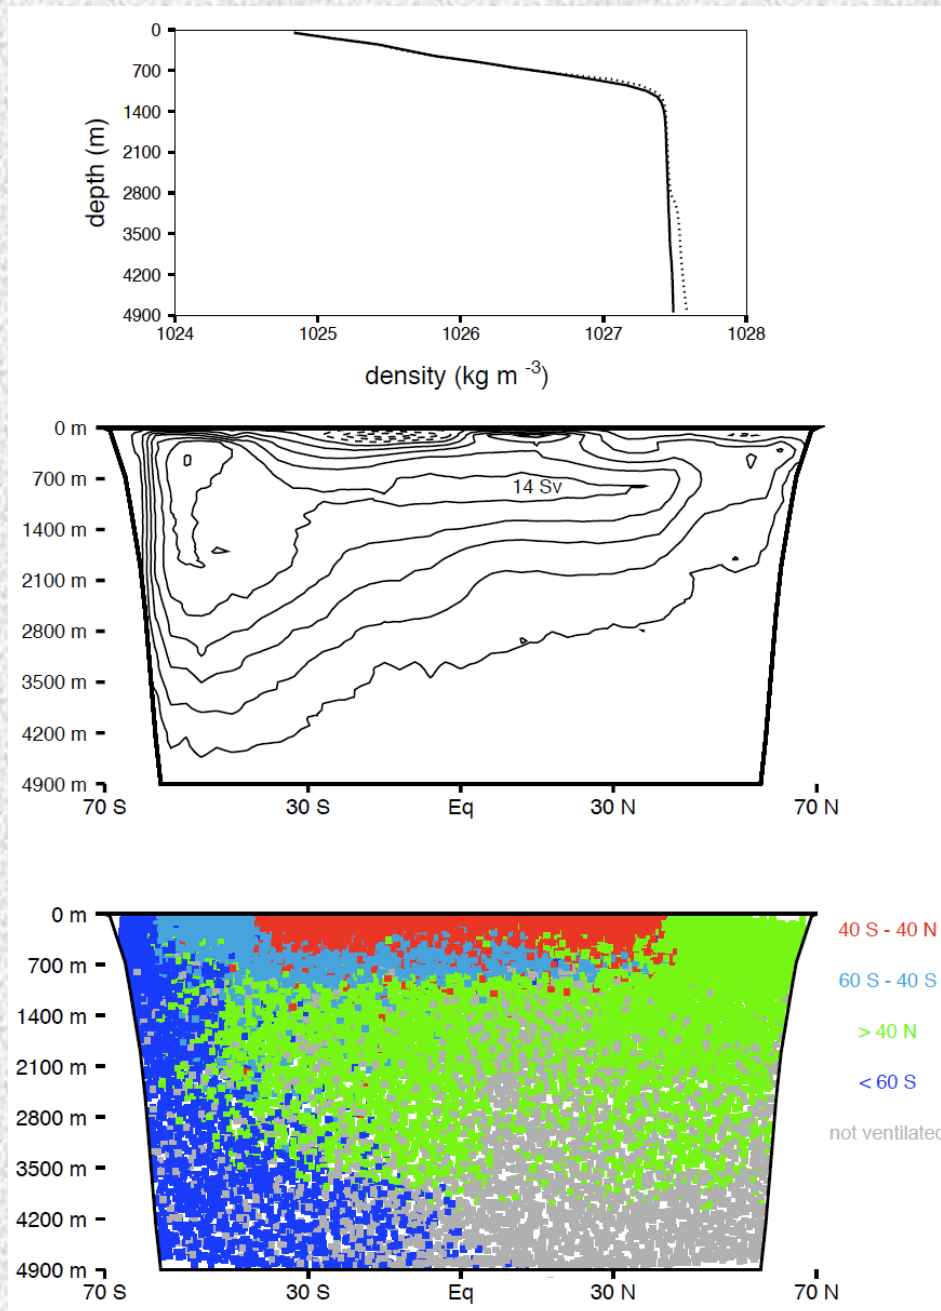 0
700
1400
2100
2800
3500
4200
4900
depth (m)
1024 1025 1026 1027 1028
density (kg m -3)
0 m
700 m
14 Sv
1400 m
2100 m
2800 m
3500 m
4200 m
4900 m
70 S 30 S Eq 30 N 70 N
0 m
40 S - 40 N
700 m
60 S - 40 S
1400 m
> 40 N
2100 m
< 60 S
2800 m
not ventilated
3500 m
4200 m
4900 m
70 S 30 S Eq 30 N 70 N